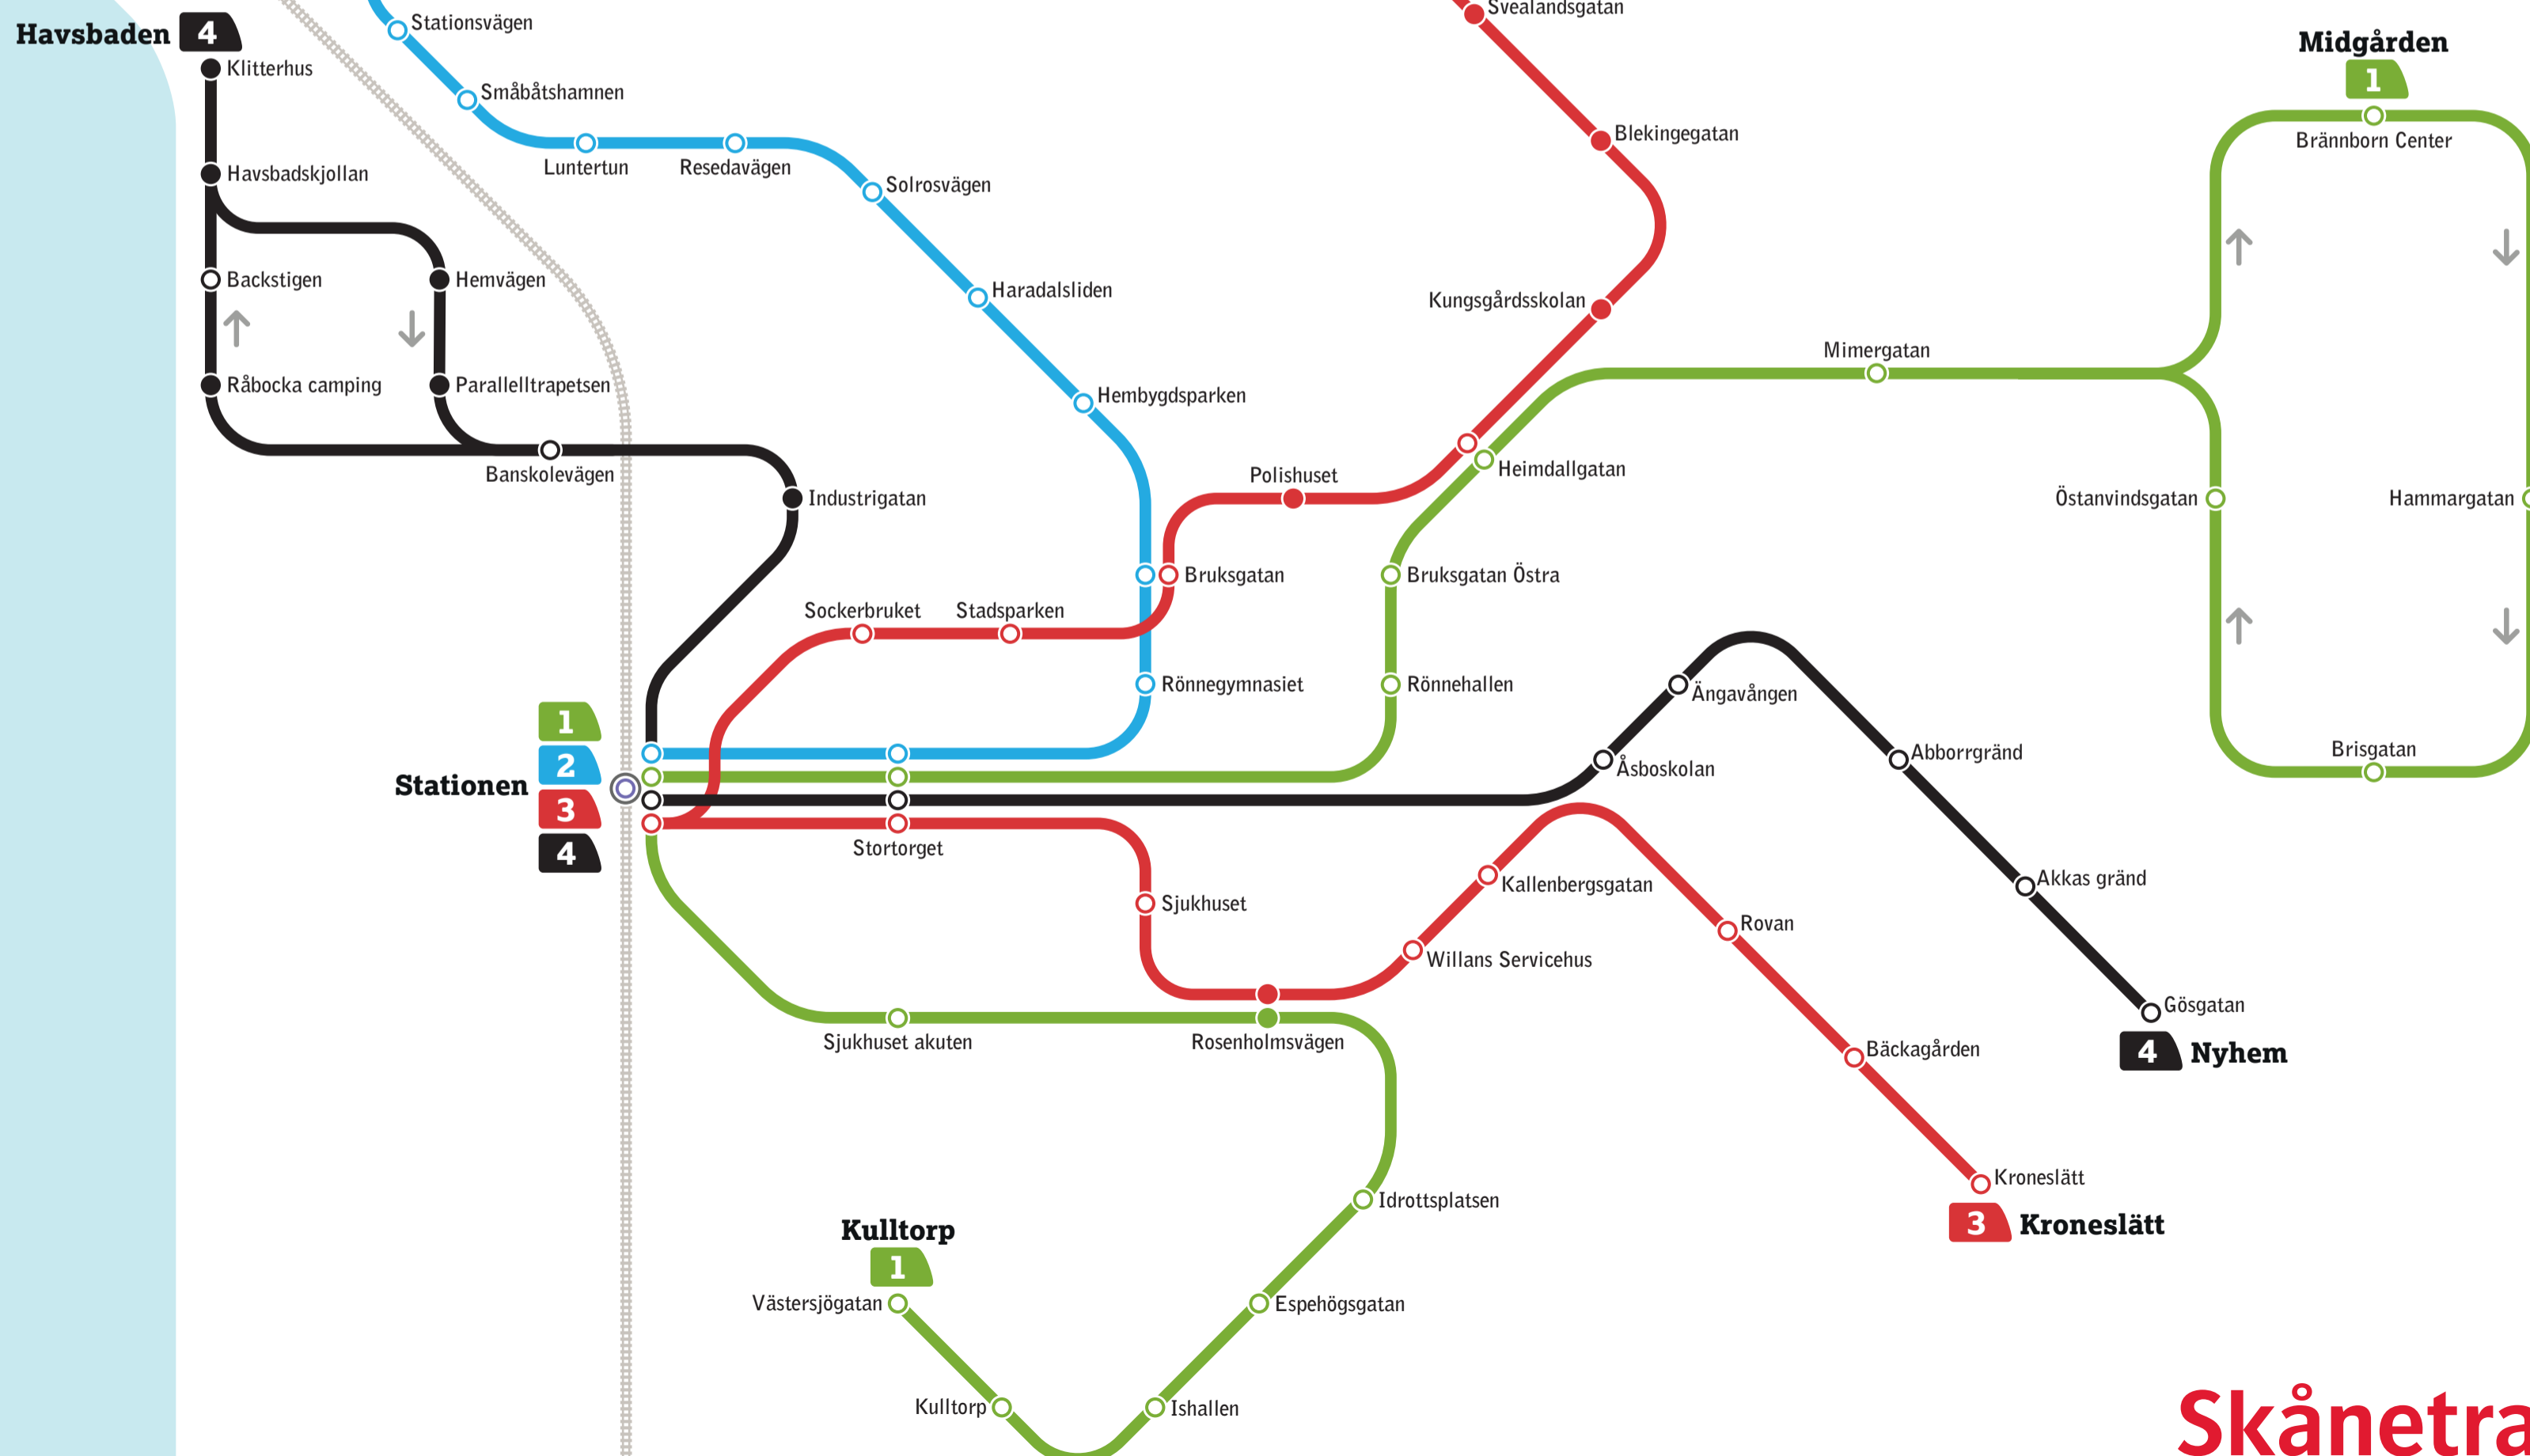 Svealandsgatan
Stationsvägen
Havsbaden 4
Midgården
1
Klitterhus
Småbåtshamnen
Blekingegatan
Brännborn Center
Luntertun
Resedavägen
Havsbadskjollan
Solrosvägen
Backstigen
Hemvägen
Haradalsliden
Kungsgårdsskolan
Mimergatan
Råbocka camping
Parallelltrapetsen
Hembygdsparken
Banskolevägen
Polishuset
Heimdallgatan
Industrigatan
Östanvindsgatan
Hammargatan
Bruksgatan
Bruksgatan Östra
Sockerbruket
Stadsparken
Rönnegymnasiet
Rönnehallen
Ängavången
1
2
Stationen
3
4
Abborrgränd
Brisgatan
Åsboskolan
Stortorget
Akkas gränd
Kallenbergsgatan
Sjukhuset
Rovan
Willans Servicehus
Gösgatan
4 Nyhem
Sjukhuset akuten
Rosenholmsvägen
Bäckagården
Kroneslätt
3 Kroneslätt
Idrottsplatsen
Kulltorp
1
Västersjögatan
Espehögsgatan
Kulltorp
Ishallen
Skånetra